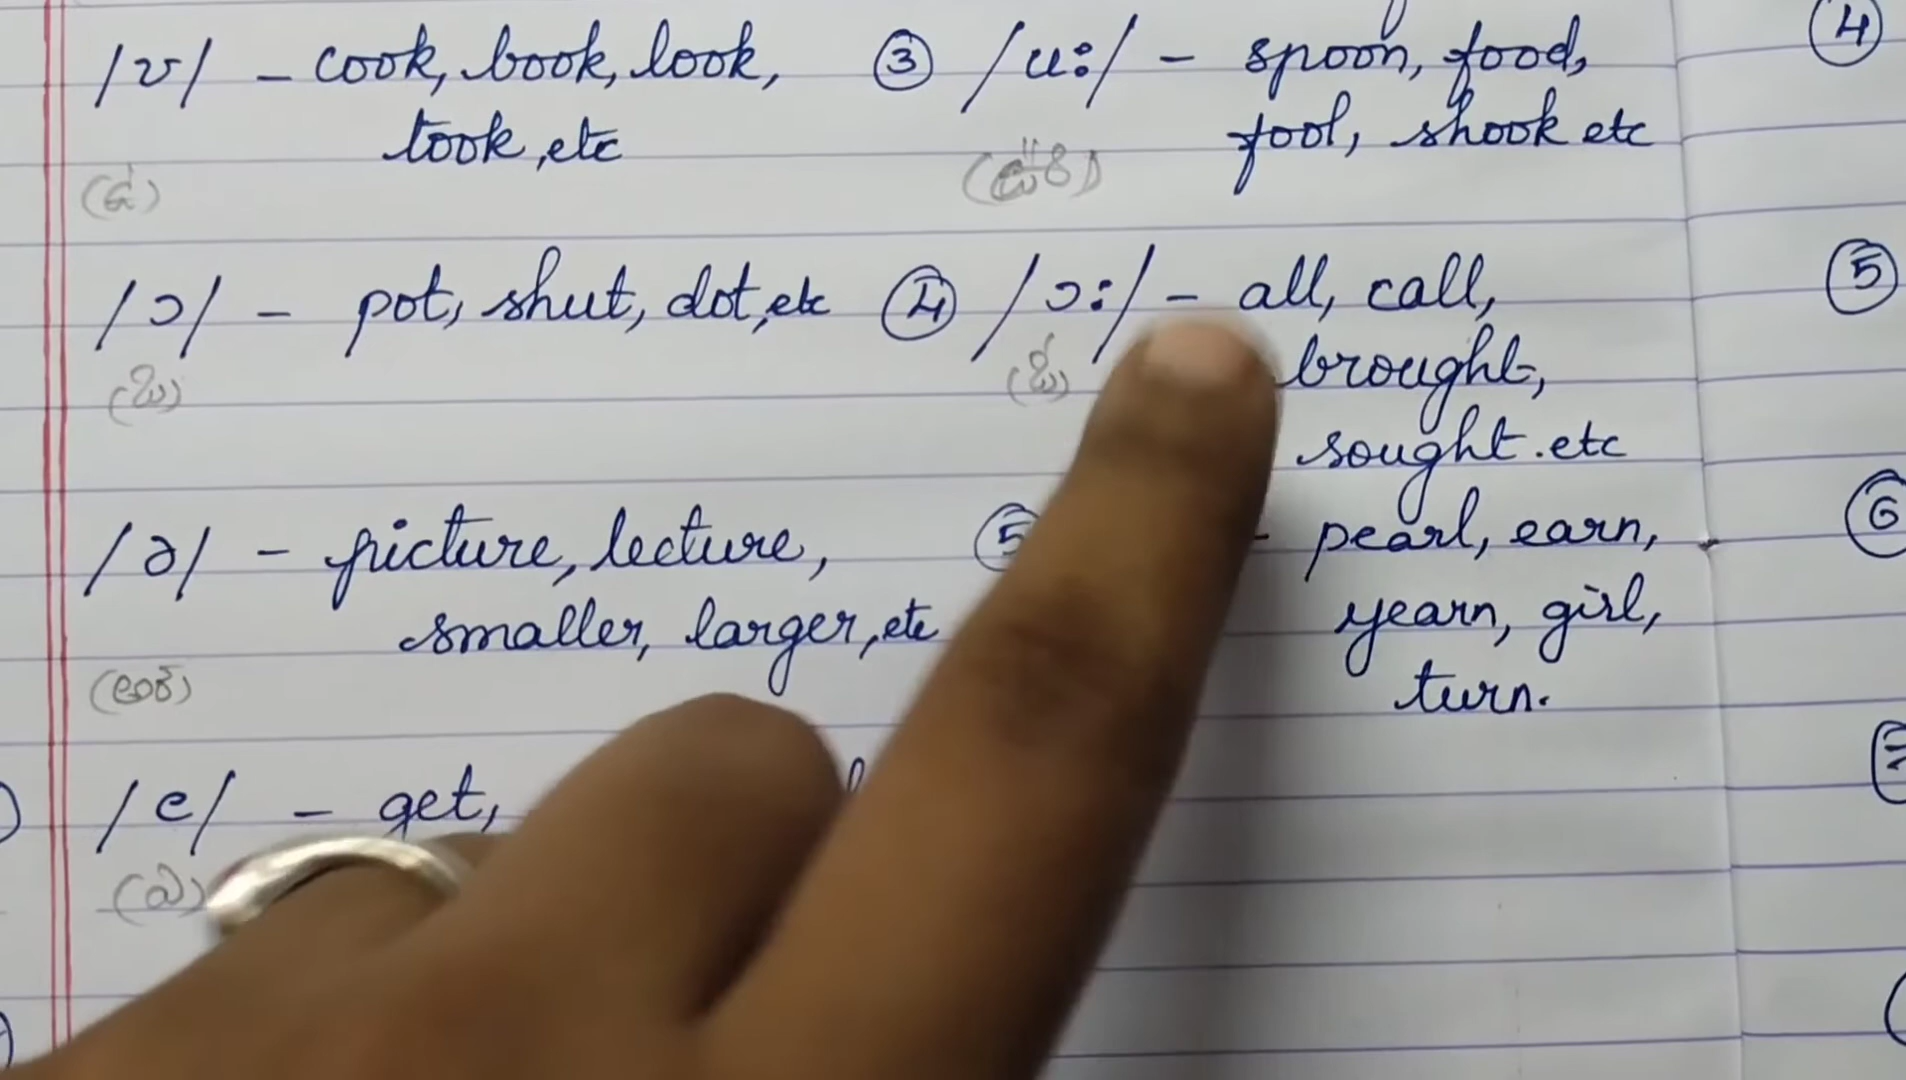 /ʊ/ - cook, book, look,
took, etc
③ /u:/ - spoon, food,
fool, shook etc
④
/ɔ/ - pot, shut, dot, etc
④ /ɔ:/ - all, call,
brought,
sought. etc
⑤
/ə/ - picture, lecture,
smaller, larger, etc
⑤ - pearl, earn,
yearn, girl,
turn.
⑥
/e/ - get,